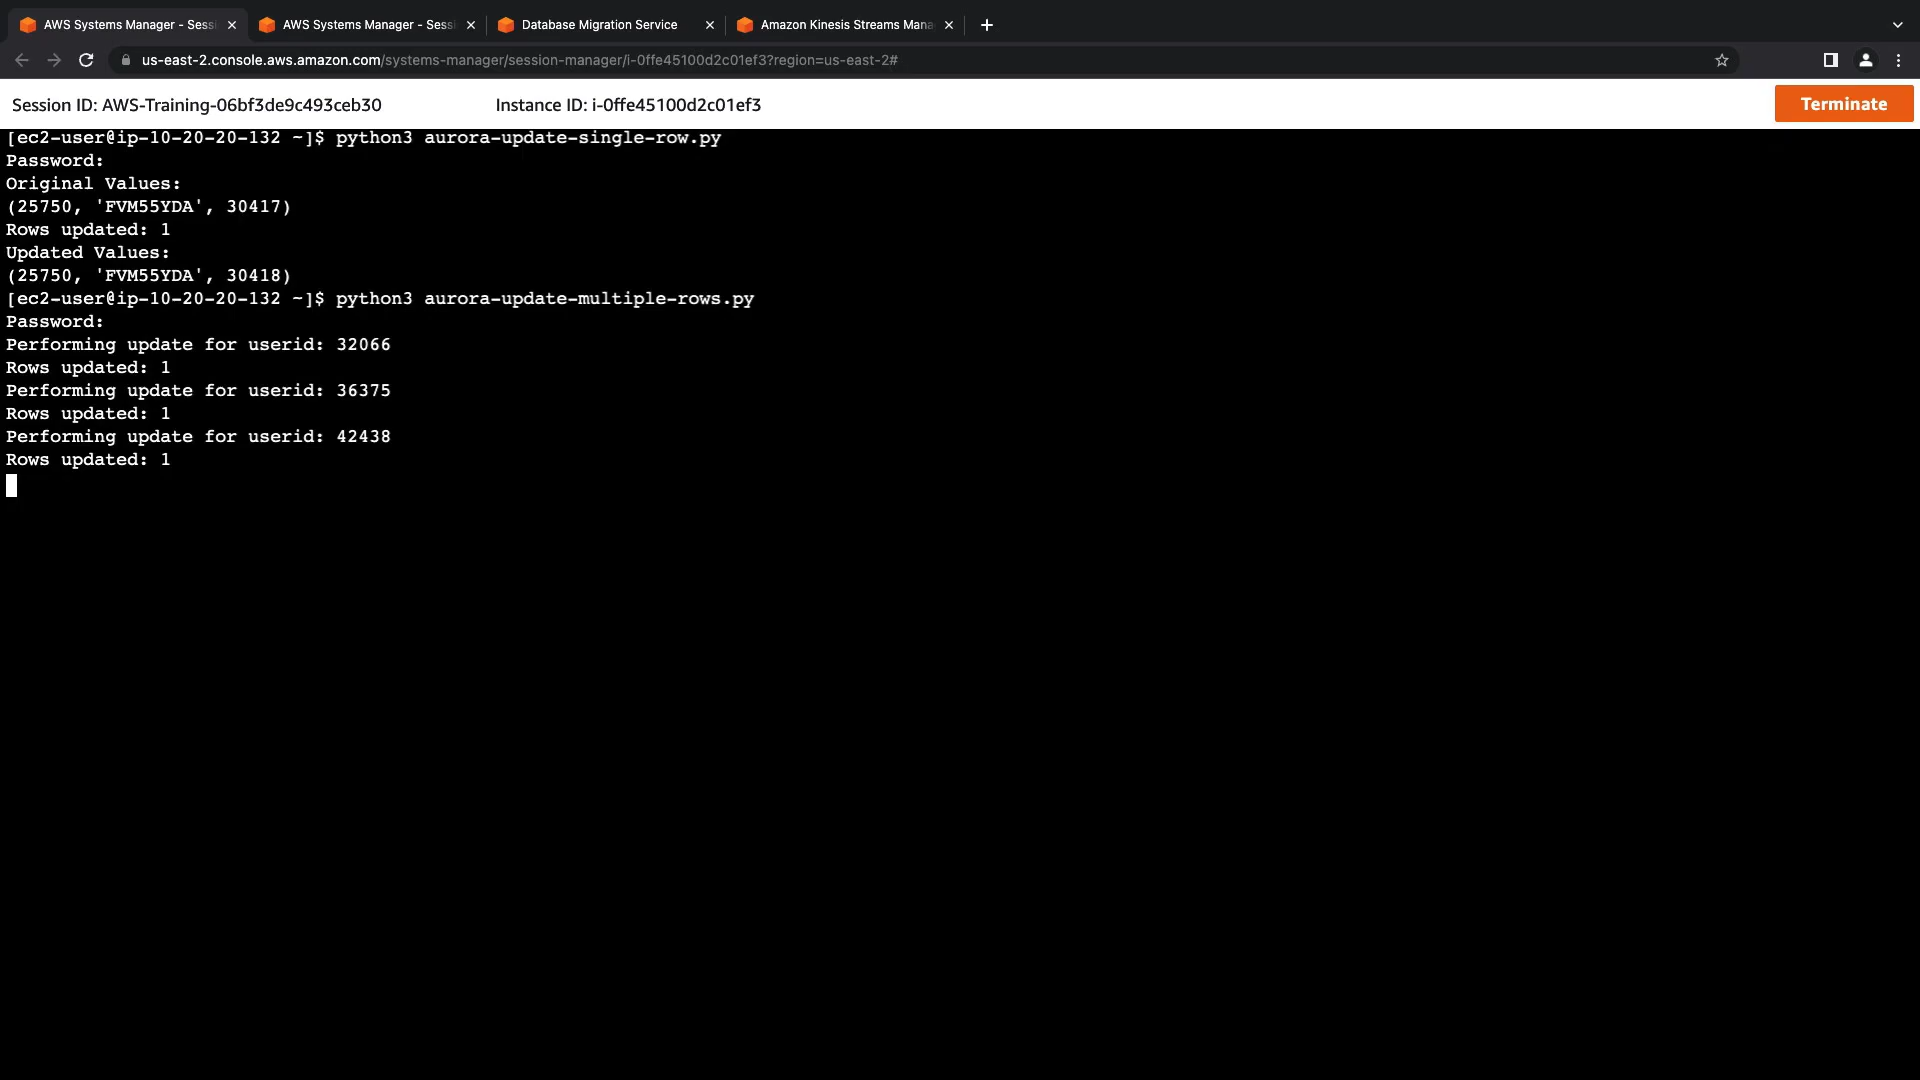 AWS Systems Manager - Sessi
AWS Systems Manager - Sessi
Database Migration Service
Amazon Kinesis Streams Mana
us-east-2.console.aws.amazon.com/systems-manager/session-manager/i-0ffe45100d2c01ef3?region=us-east-2#
Session ID: AWS-Training-06bf3de9c493ceb30
Instance ID: i-0ffe45100d2c01ef3
Terminate
[ec2-user@ip-10-20-20-132 ~]$ python3 aurora-update-single-row.py
Password:
Original Values:
(25750, 'FVM55YDA', 30417)
Rows updated: 1
Updated Values:
(25750, 'FVM55YDA', 30418)
[ec2-user@ip-10-20-20-132 ~]$ python3 aurora-update-multiple-rows.py
Password:
Performing update for userid: 32066
Rows updated: 1
Performing update for userid: 36375
Rows updated: 1
Performing update for userid: 42438
Rows updated: 1